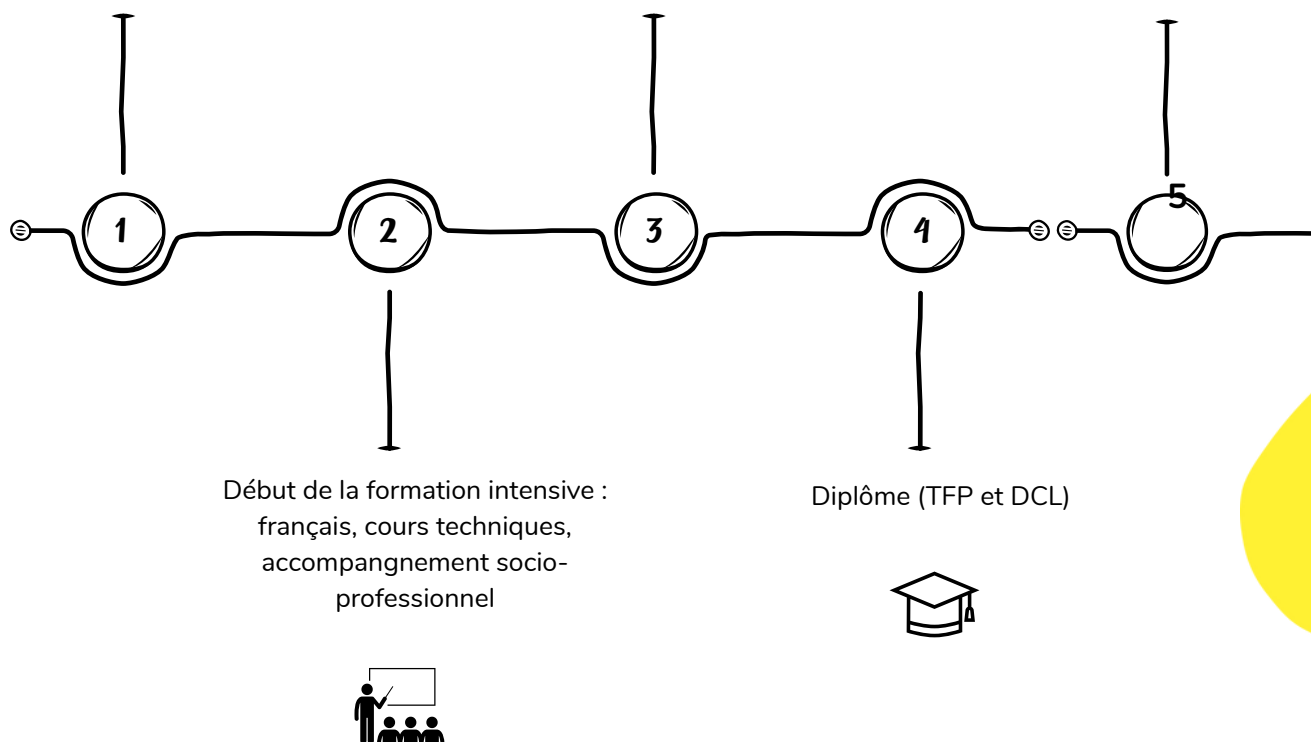 1
2
3
4
5
Début de la formation intensive :
français, cours techniques,
accompangnement socio-
professionnel
Diplôme (TFP et DCL)